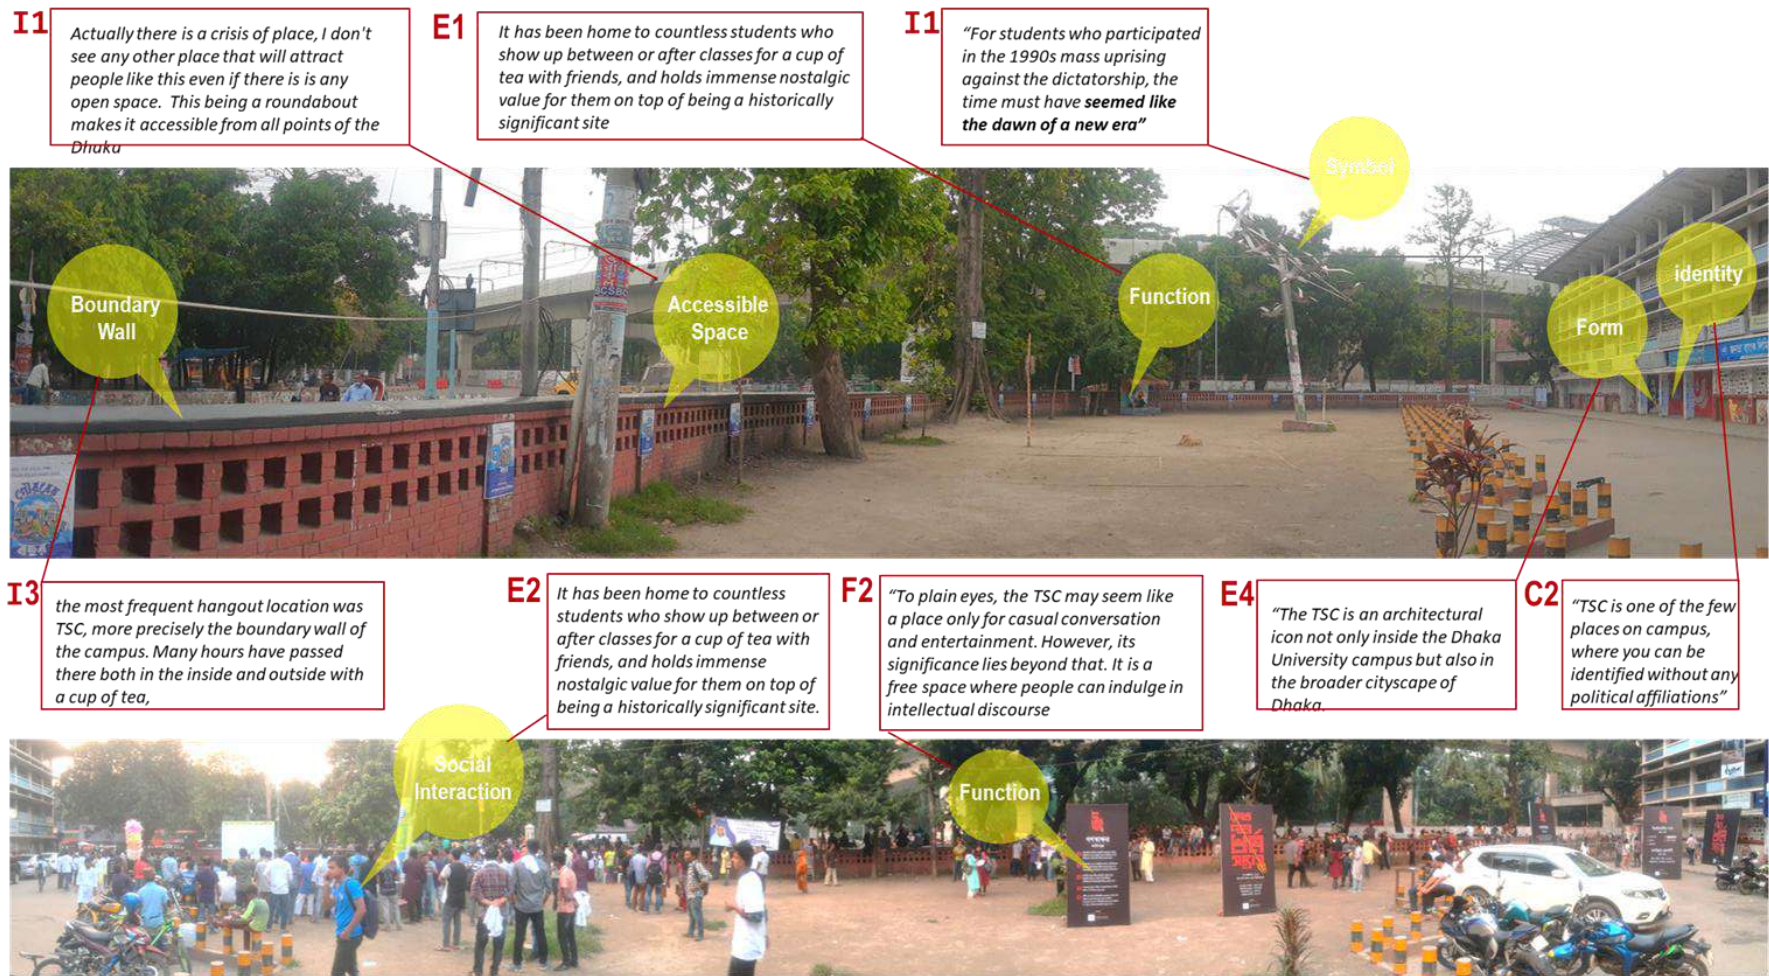 I1
Actually there is a crisis of place, I don't
see any other place that will attract
people like this even if there is is any
open space.  This being a roundabout
makes it accessible from all points of the
Dhaka
E1
It has been home to countless students who
show up between or after classes for a cup of
tea with friends, and holds immense nostalgic
value for them on top of being a historically
significant site
I1
“For students who participated
in the 1990s mass uprising
against the dictatorship, the
time must have seemed like
the dawn of a new era”
Symbol
Boundary
Wall
Accessible
Space
Function
Form
identity
BCSBC
I3
the most frequent hangout location was
TSC, more precisely the boundary wall of
the campus. Many hours have passed
there both in the inside and outside with
a cup of tea,
E2
It has been home to countless
students who show up between or
after classes for a cup of tea with
friends, and holds immense
nostalgic value for them on top of
being a historically significant site.
F2
“To plain eyes, the TSC may seem like
a place only for casual conversation
and entertainment. However, its
significance lies beyond that. It is a
free space where people can indulge in
intellectual discourse
E4
“The TSC is an architectural
icon not only inside the Dhaka
University campus but also in
the broader cityscape of
Dhaka.
C2
“TSC is one of the few
places on campus,
where you can be
identified without any
political affiliations”
Social
Interaction
Function